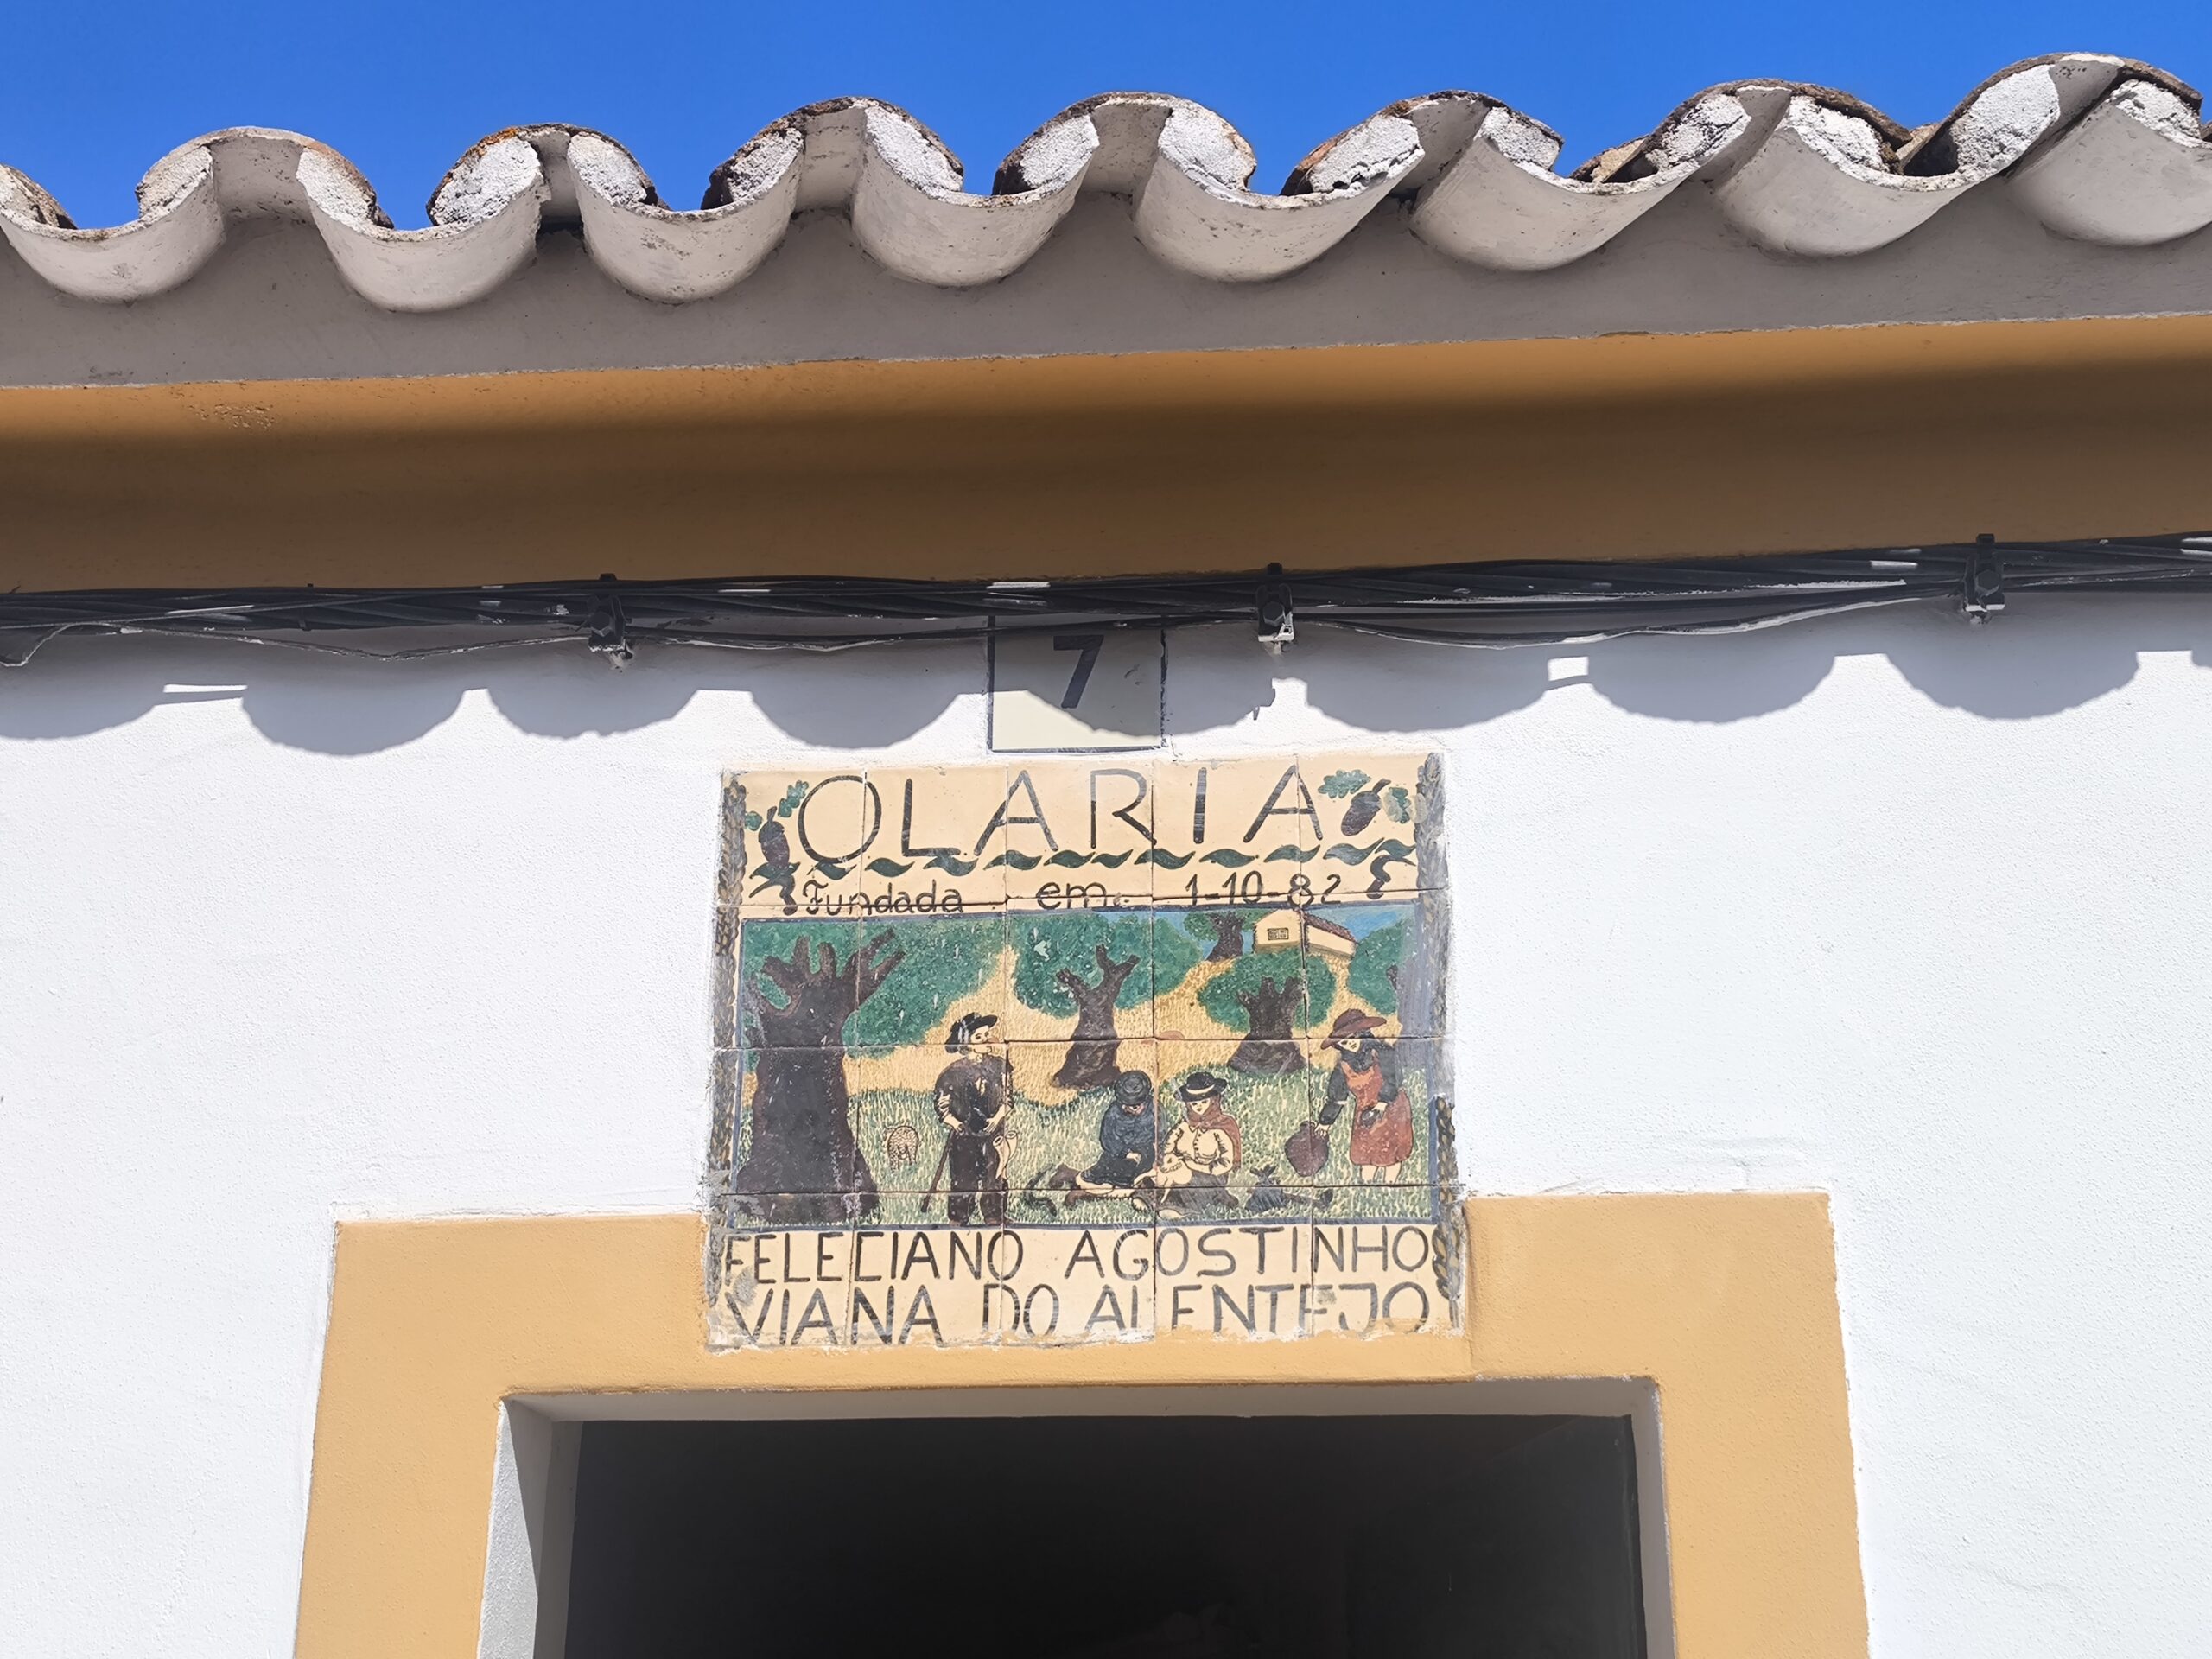 7
OLARIA
Fundada em 1-10-82
FELECIANO AGOSTINHO
VIANA DO ALENTEJO